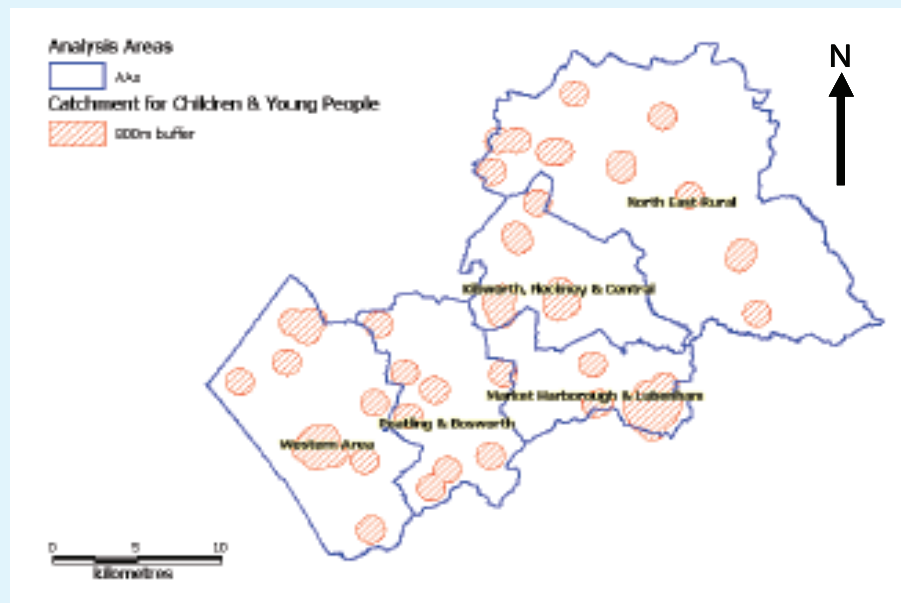 Analysis Areas
AAs
Catchment for Children & Young People
800m buffer
N
North East Rural
Kibworth, Fleckney & Central
Market Harborough & Lubenham
Peatling & Bosworth
Western Area
0 5 10
kilometres